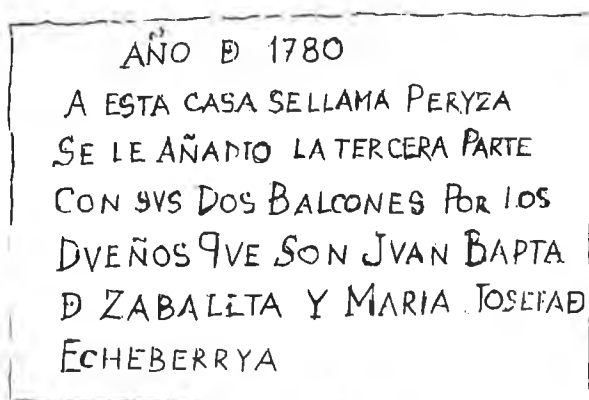 AÑO Đ 1780
A ESTA CASA SELLAMA PERYZA
SE LE AÑADIO LA TERCERA PARTE
CON SVS DOS BALCONES POR LOS
DVEÑOS QVE SON JVAN BAPTA
Đ ZABALETA Y MARIA JOSEFAĐ
ECHEBERRYA